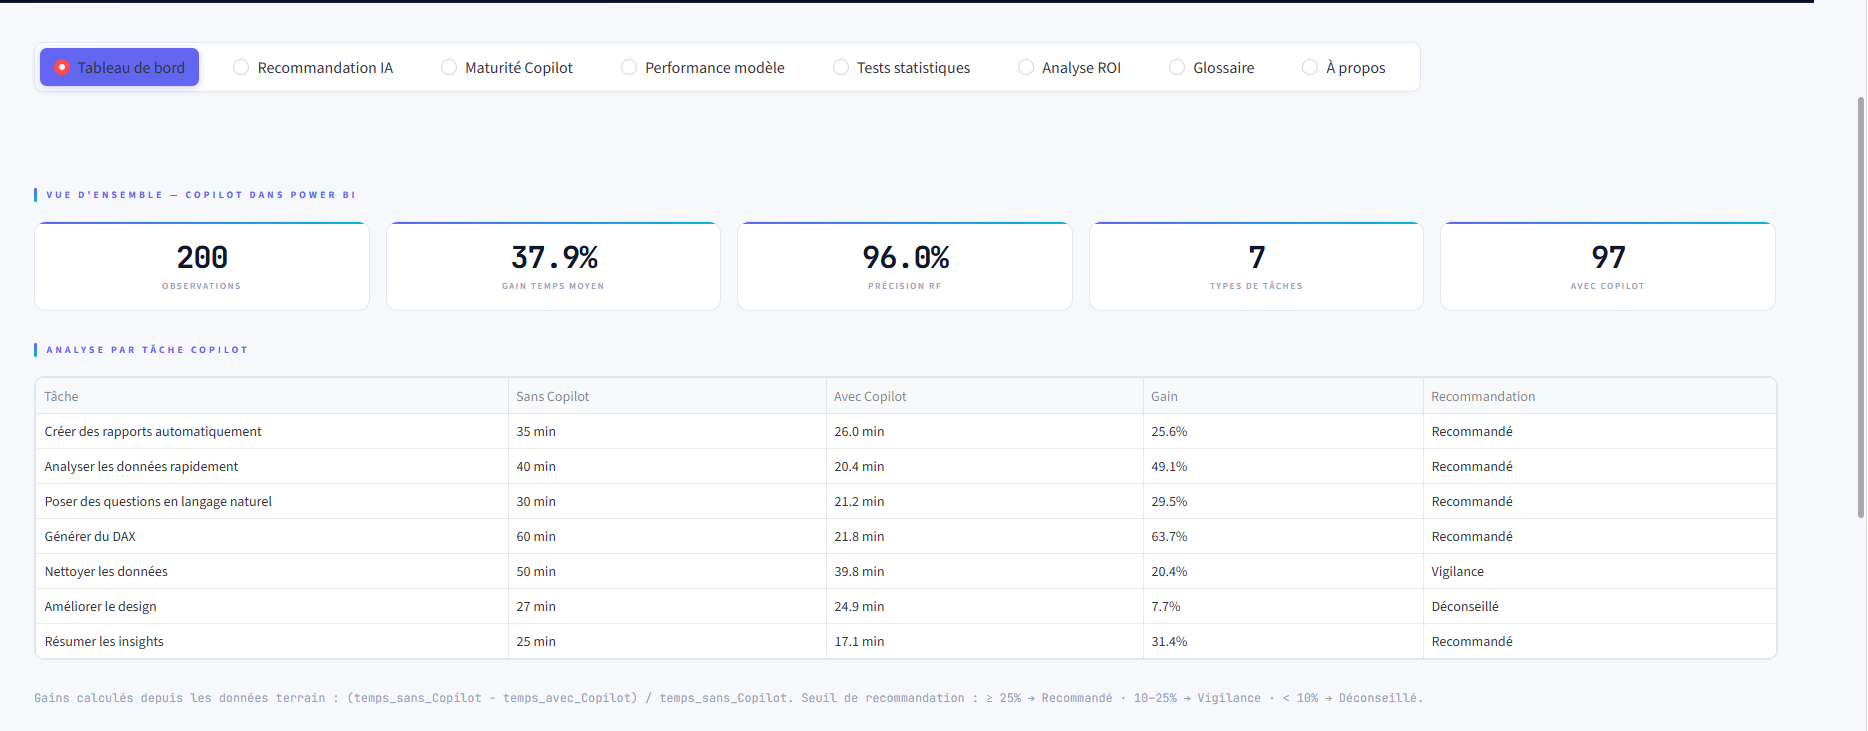 Tableau de bord Recommandation IA Maturité Copilot Performance modèle Tests statistiques Analyse ROI Glossaire À propos
VUE D'ENSEMBLE — COPILOT DANS POWER BI
200 37.9% 96.0% 7 97
OBSERVATIONS GAIN TEMPS MOYEN PRÉCISION RF TYPES DE TÂCHES AVEC COPILOT
ANALYSE PAR TÂCHE COPILOT
Tâche Sans Copilot Avec Copilot Gain Recommandation
Créer des rapports automatiquement 35 min 26.0 min 25.6% Recommandé
Analyser les données rapidement 40 min 20.4 min 49.1% Recommandé
Poser des questions en langage naturel 30 min 21.2 min 29.5% Recommandé
Générer du DAX 60 min 21.8 min 63.7% Recommandé
Nettoyer les données 50 min 39.8 min 20.4% Vigilance
Améliorer le design 27 min 24.9 min 7.7% Déconseillé
Résumer les insights 25 min 17.1 min 31.4% Recommandé
Gains calculés depuis les données terrain : (temps_sans_Copilot - temps_avec_Copilot) / temps_sans_Copilot. Seuil de recommandation : ≥ 25% → Recommandé · 10–25% → Vigilance · < 10% → Déconseillé.